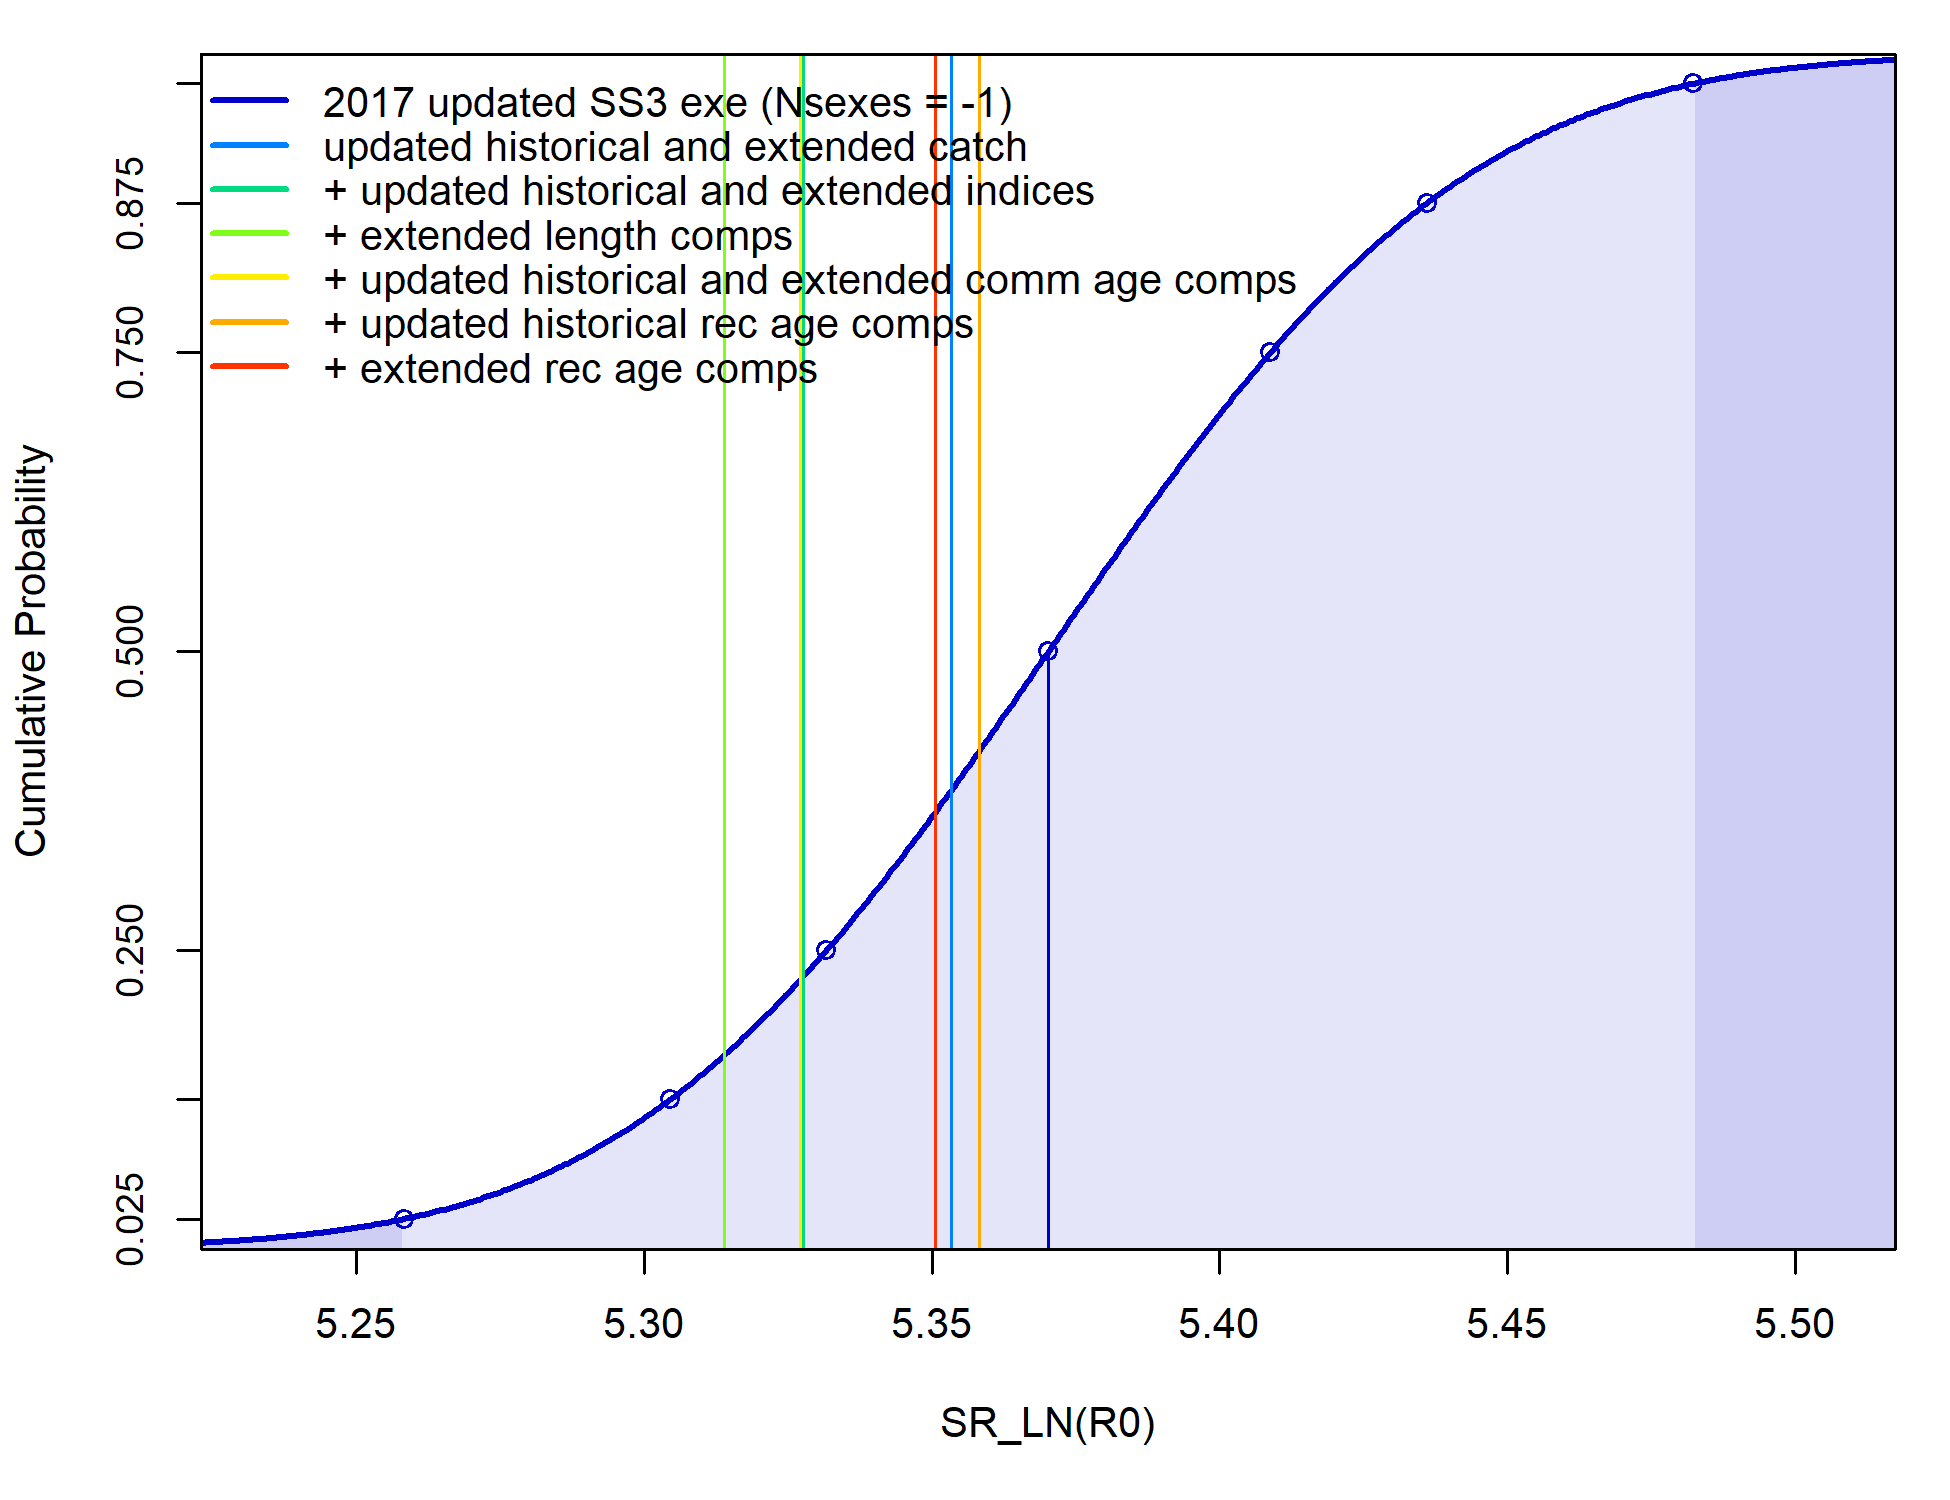 2017 updated SS3 exe (Nsexes = -1)
updated historical and extended catch
+ updated historical and extended indices
+ extended length comps
+ updated historical and extended comm age comps
+ updated historical rec age comps
+ extended rec age comps
Cumulative Probability
0.875
0.750
0.500
0.250
0.025
5.25 5.30 5.35 5.40 5.45 5.50
SR_LN(R0)